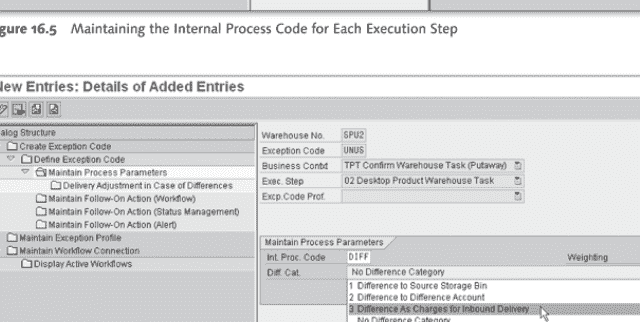 gure 16.5 Maintaining the Internal Process Code for Each Execution Step
New Entries: Details of Added Entries
alog Structure
Create Exception Code
Define Exception Code
Maintain Process Parameters
Delivery Adjustment in Case of Differences
Maintain Follow-On Action (Workflow)
Maintain Follow-On Action (Status Management)
Maintain Follow-On Action (Alert)
Maintain Exception Profile
Maintain Workflow Connection
Display Active Workflows
Warehouse No. SPU2
Exception Code UNUS
Business Contxt TPT Confirm Warehouse Task (Putaway)
Exec. Step 02 Desktop Product Warehouse Task
Excp.Code Prof.
Maintain Process Parameters
Int. Proc. Code DIFF Weighting
Diff. Cat. No Difference Category
1 Difference to Source Storage Bin
2 Difference to Difference Account
3 Difference As Charges for Inbound Delivery
No Difference Category